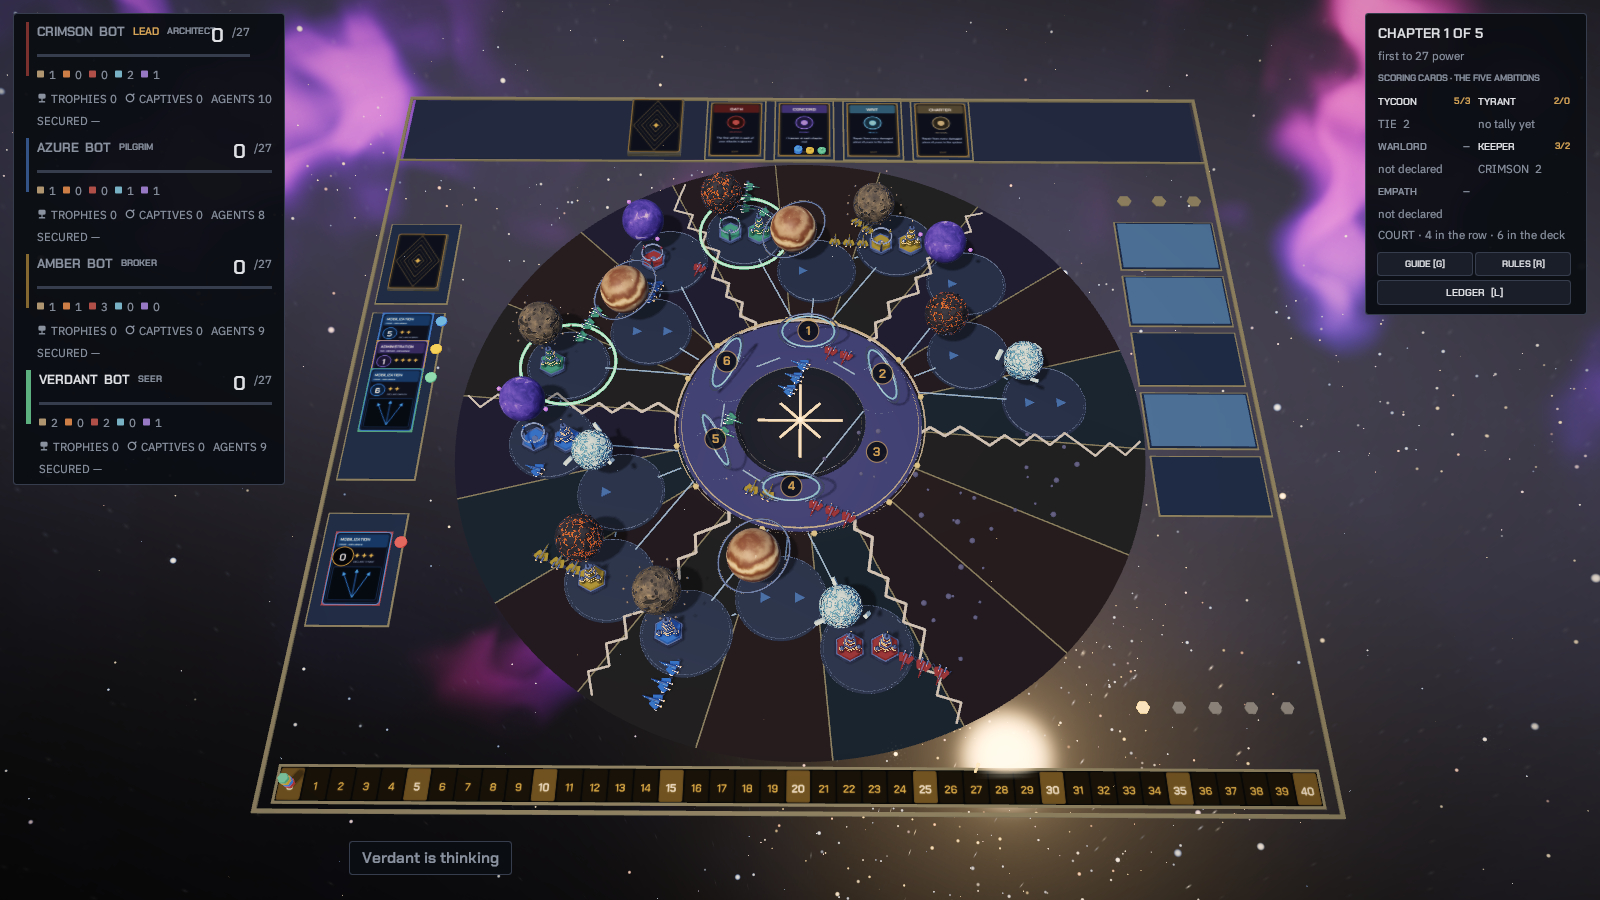 CRIMSON BOT LEAD ARCHITECT 0 /27
1 0 0 2 1
TROPHIES 0 CAPTIVES 0 AGENTS 10
SECURED —
AZURE BOT PILGRIM 0 /27
1 0 0 1 1
TROPHIES 0 CAPTIVES 0 AGENTS 8
SECURED —
AMBER BOT BROKER 0 /27
1 1 3 0 0
TROPHIES 0 CAPTIVES 0 AGENTS 9
SECURED —
VERDANT BOT SEER 0 /27
2 0 2 0 1
TROPHIES 0 CAPTIVES 0 AGENTS 9
SECURED —
CHAPTER 1 OF 5
first to 27 power
SCORING CARDS · THE FIVE AMBITIONS
TYCOON 5/3 TYRANT 2/0
TIE 2 no tally yet
WARLORD — KEEPER 3/2
not declared CRIMSON 2
EMPATH —
not declared
COURT · 4 in the row · 6 in the deck
GUIDE [G] RULES [R]
LEDGER [L]
MOBILIZATION
5
ADMINISTRATION
1
MOBILIZATION
6
MOBILIZATION
0
1
2
3
4
5
6
1 2 3 4 5 6 7 8 9 10 11 12 13 14 15 16 17 18 19 20 21 22 23 24 25 26 27 28 29 30 31 32 33 34 35 36 37 38 39 40
Verdant is thinking